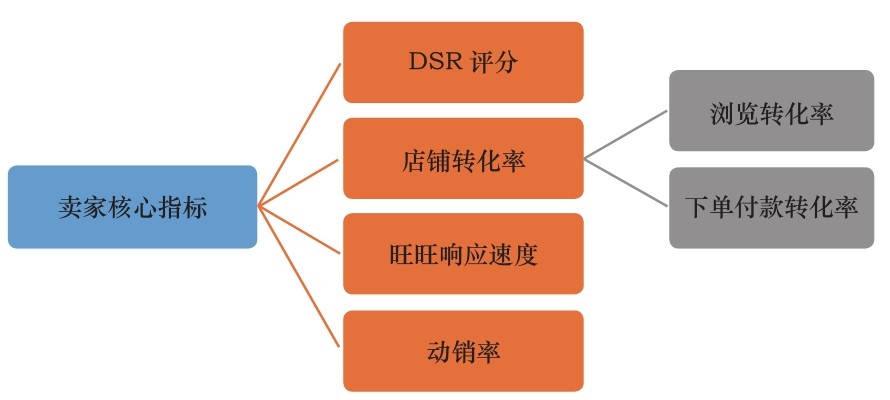 卖家核心指标
DSR 评分
店铺转化率
旺旺响应速度
动销率
浏览转化率
下单付款转化率